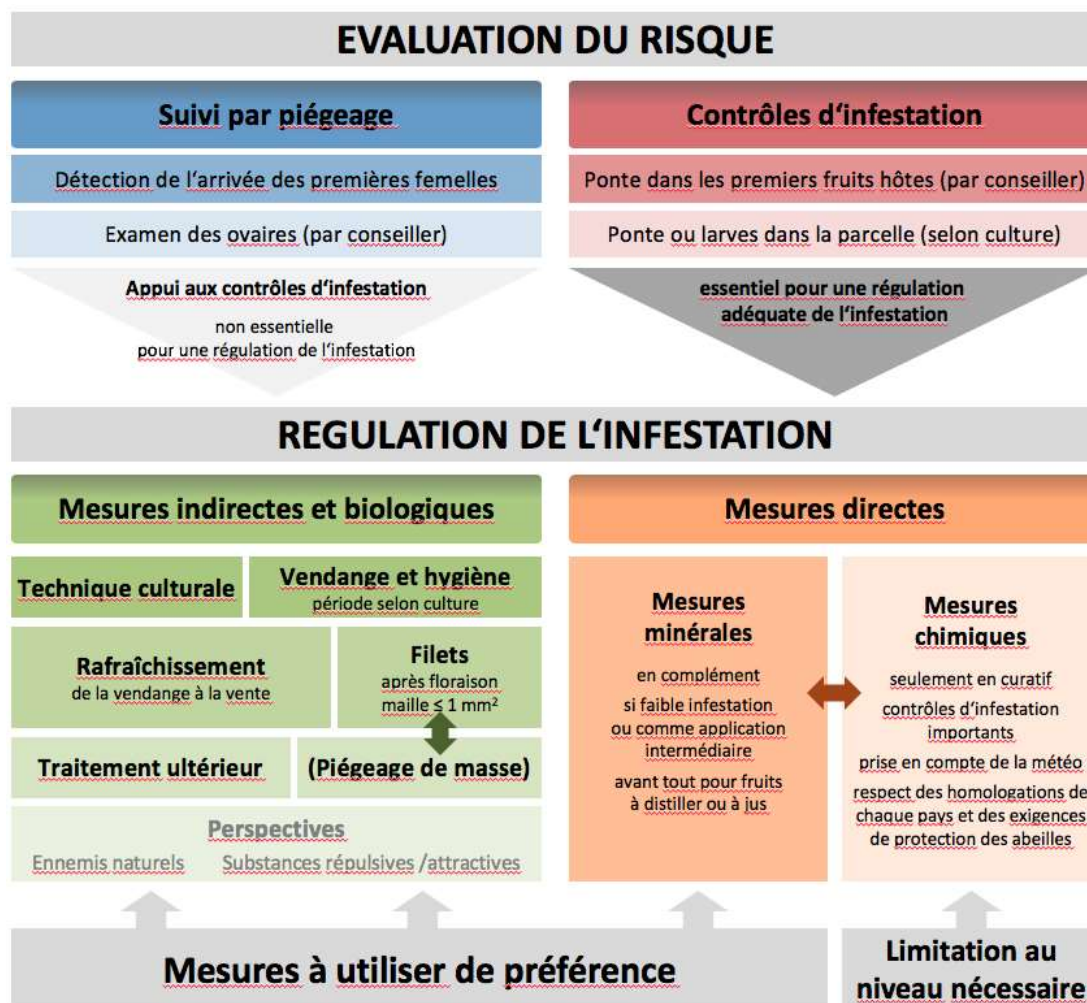 EVALUATION DU RISQUE
Suivi par piégeage
Détection de l‘arrivée des premières femelles
Examen des ovaires (par conseiller)
Appui aux contrôles d‘infestation
non essentielle
pour une régulation de l‘infestation
Contrôles d‘infestation
Ponte dans les premiers fruits hôtes (par conseiller)
Ponte ou larves dans la parcelle (selon culture)
essentiel pour une régulation
adéquate de l‘infestation
REGULATION DE L‘INFESTATION
Mesures indirectes et biologiques
Technique culturale
Vendange et hygiène
période selon culture
Rafraîchissement
de la vendange à la vente
Filets
après floraison
maille ≤ 1 mm²
Traitement ultérieur
(Piégeage de masse)
Perspectives
Ennemis naturels
Substances répulsives /attractives
Mesures directes
Mesures
minérales
en complément
si faible infestation
ou comme application
intermédiaire
avant tout pour fruits
à distiller ou à jus
Mesures
chimiques
seulement en curatif
contrôles d‘infestation
importants
prise en compte de la météo
respect des homologations de
chaque pays et des exigences
de protection des abeilles
Mesures à utiliser de préférence
Limitation au
niveau nécessaire